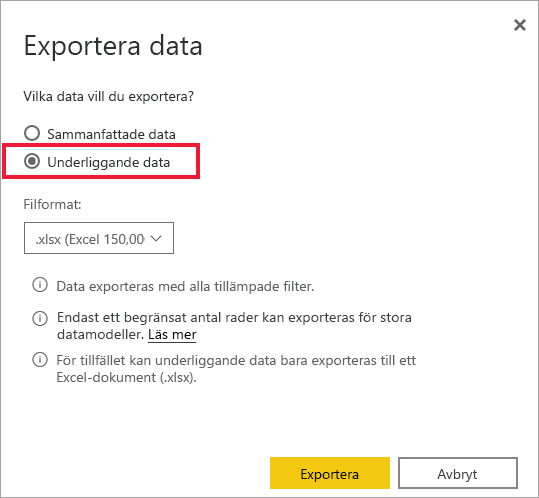 Exportera data
Vilka data vill du exportera?
Sammanfattade data
Underliggande data
Filformat:
.xlsx (Excel 150,00
Data exporteras med alla tillämpade filter.
Endast ett begränsat antal rader kan exporteras för stora
datamodeller. Läs mer
För tillfället kan underliggande data bara exporteras till ett
Excel-dokument (.xlsx).
Exportera
Avbryt